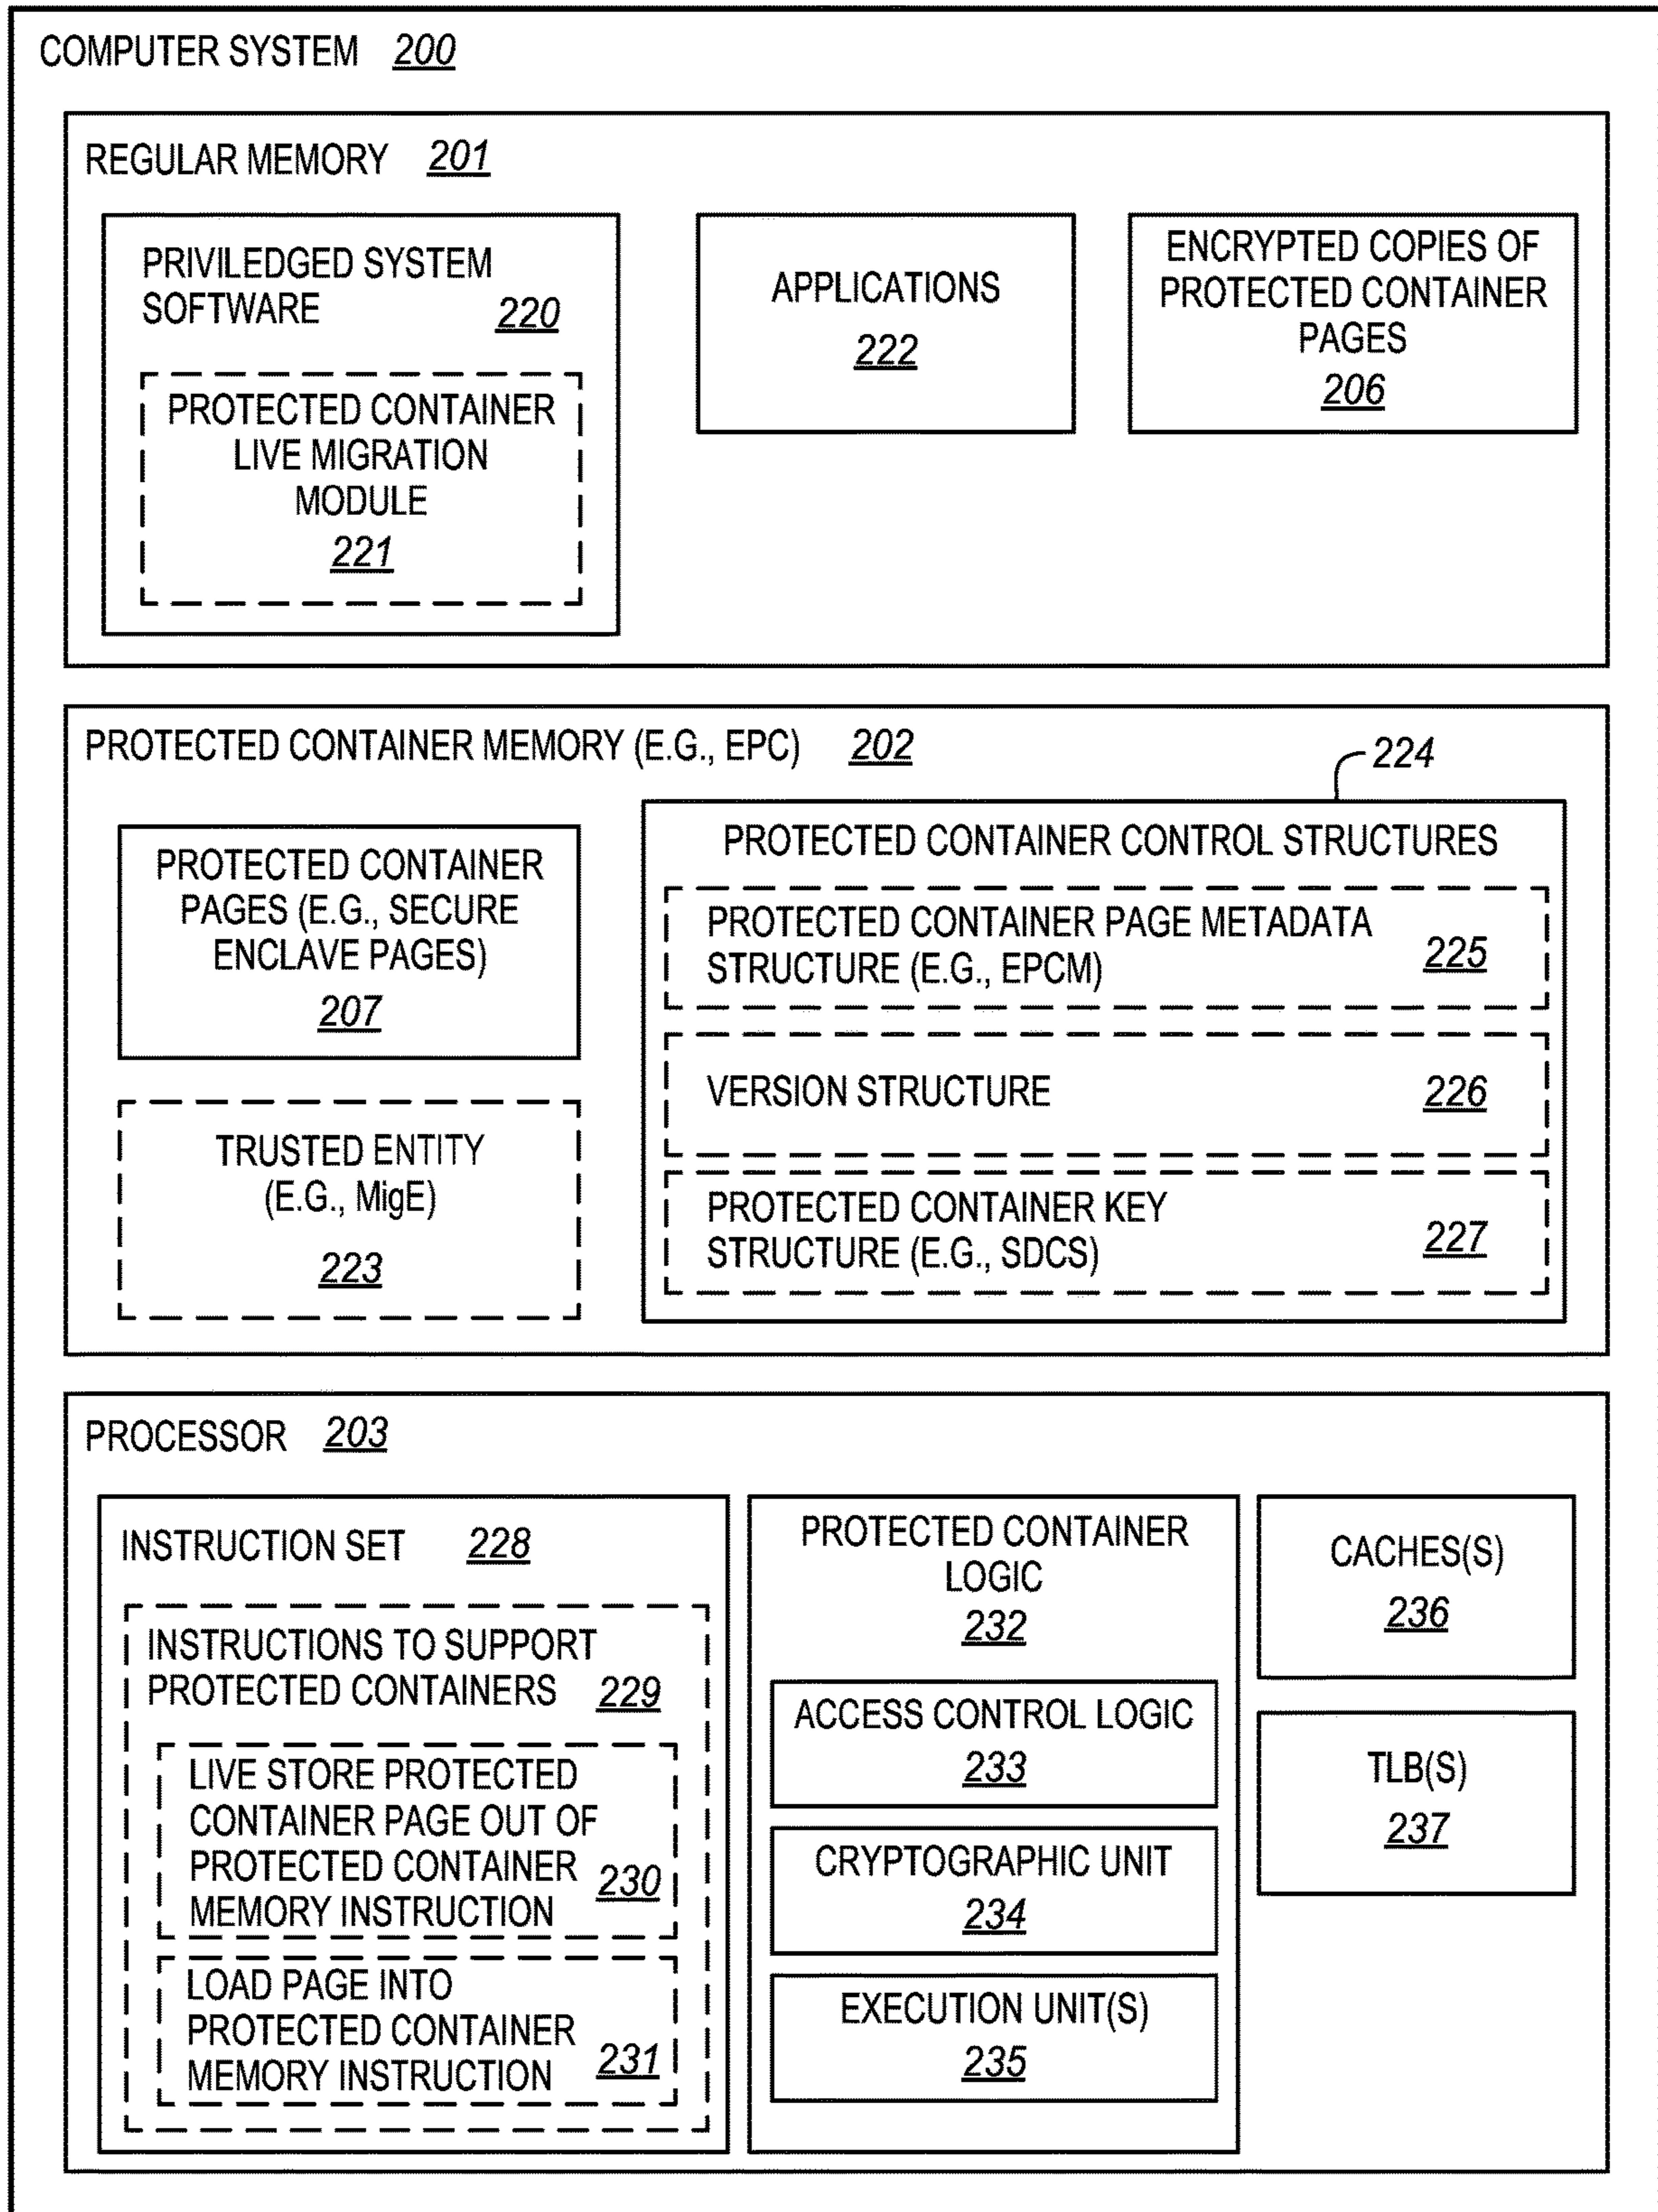 COMPUTER SYSTEM 200
REGULAR MEMORY 201
PRIVILEDGED SYSTEM
SOFTWARE 220
PROTECTED CONTAINER
LIVE MIGRATION
MODULE
221
APPLICATIONS
222
ENCRYPTED COPIES OF
PROTECTED CONTAINER
PAGES
206
PROTECTED CONTAINER MEMORY (E.G., EPC) 202
224
PROTECTED CONTAINER
PAGES (E.G., SECURE
ENCLAVE PAGES)
207
TRUSTED ENTITY
(E.G., MigE)
223
PROTECTED CONTAINER CONTROL STRUCTURES
PROTECTED CONTAINER PAGE METADATA
STRUCTURE (E.G., EPCM) 225
VERSION STRUCTURE 226
PROTECTED CONTAINER KEY
STRUCTURE (E.G., SDCS) 227
PROCESSOR 203
INSTRUCTION SET 228
INSTRUCTIONS TO SUPPORT
PROTECTED CONTAINERS 229
LIVE STORE PROTECTED
CONTAINER PAGE OUT OF
PROTECTED CONTAINER
MEMORY INSTRUCTION 230
LOAD PAGE INTO
PROTECTED CONTAINER
MEMORY INSTRUCTION 231
PROTECTED CONTAINER
LOGIC
232
ACCESS CONTROL LOGIC
233
CRYPTOGRAPHIC UNIT
234
EXECUTION UNIT(S)
235
CACHES(S)
236
TLB(S)
237